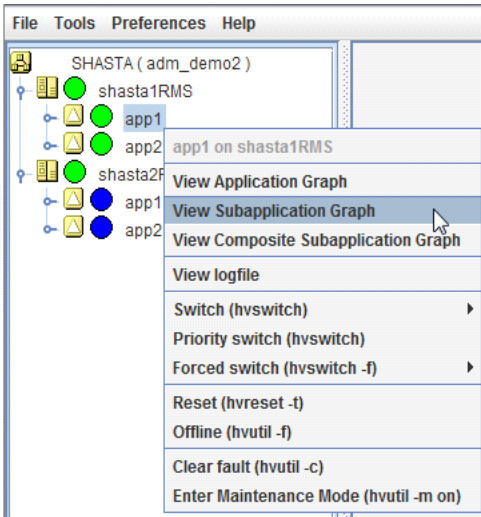 File Tools Preferences Help
SHASTA ( adm_demo2 )
shasta1RMS
app1
app2
app1 on shasta1RMS
View Application Graph
shasta2R
app1
View Subapplication Graph
app2
View Composite Subapplication Graph
View logfile
Switch (hvswitch)
Priority switch (hvswitch)
Forced switch (hvswitch -f)
Reset (hvreset -t)
Offline (hvutil -f)
Clear fault (hvutil -c)
Enter Maintenance Mode (hvutil -m on)